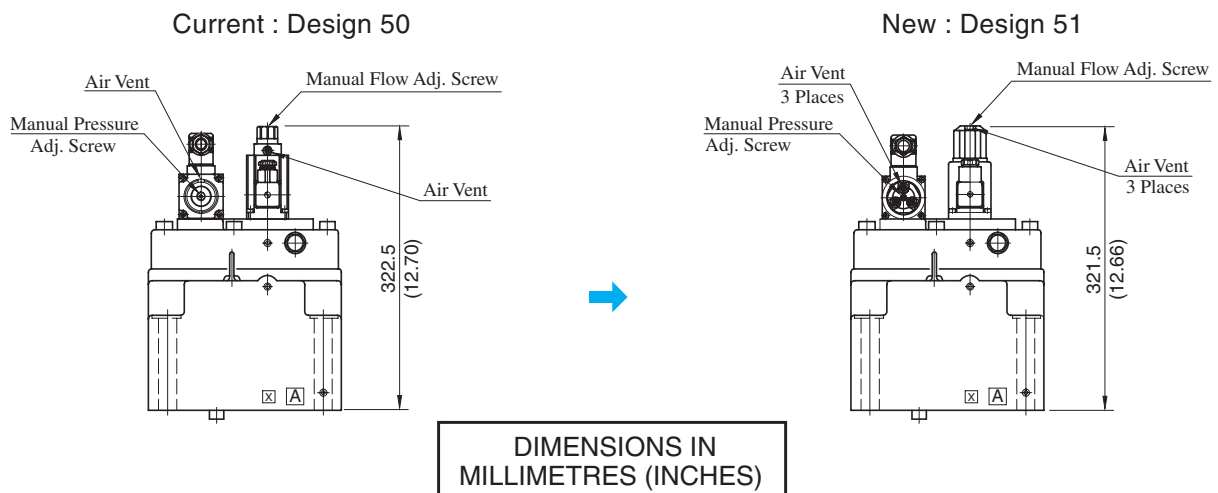 Current : Design 50
Air Vent
Manual Flow Adj. Screw
Manual Pressure
Adj. Screw
Air Vent
322.5
(12.70)
X A
New : Design 51
Air Vent
3 Places
Manual Flow Adj. Screw
Manual Pressure
Adj. Screw
Air Vent
3 Places
321.5
(12.66)
X A
DIMENSIONS IN
MILLIMETRES (INCHES)